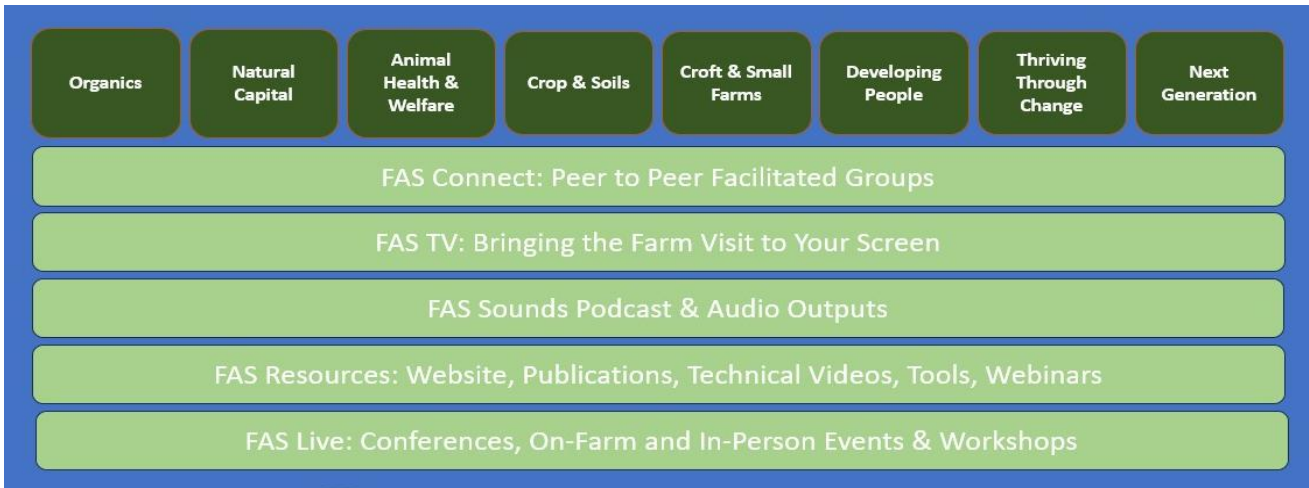 Organics
Natural
Capital
Animal
Health &
Welfare
Crop & Soils
Croft & Small
Farms
Developing
People
Thriving
Through
Change
Next
Generation
FAS Connect: Peer to Peer Facilitated Groups
FAS TV: Bringing the Farm Visit to Your Screen
FAS Sounds Podcast & Audio Outputs
FAS Resources: Website, Publications, Technical Videos, Tools, Webinars
FAS Live: Conferences, On-Farm and In-Person Events & Workshops